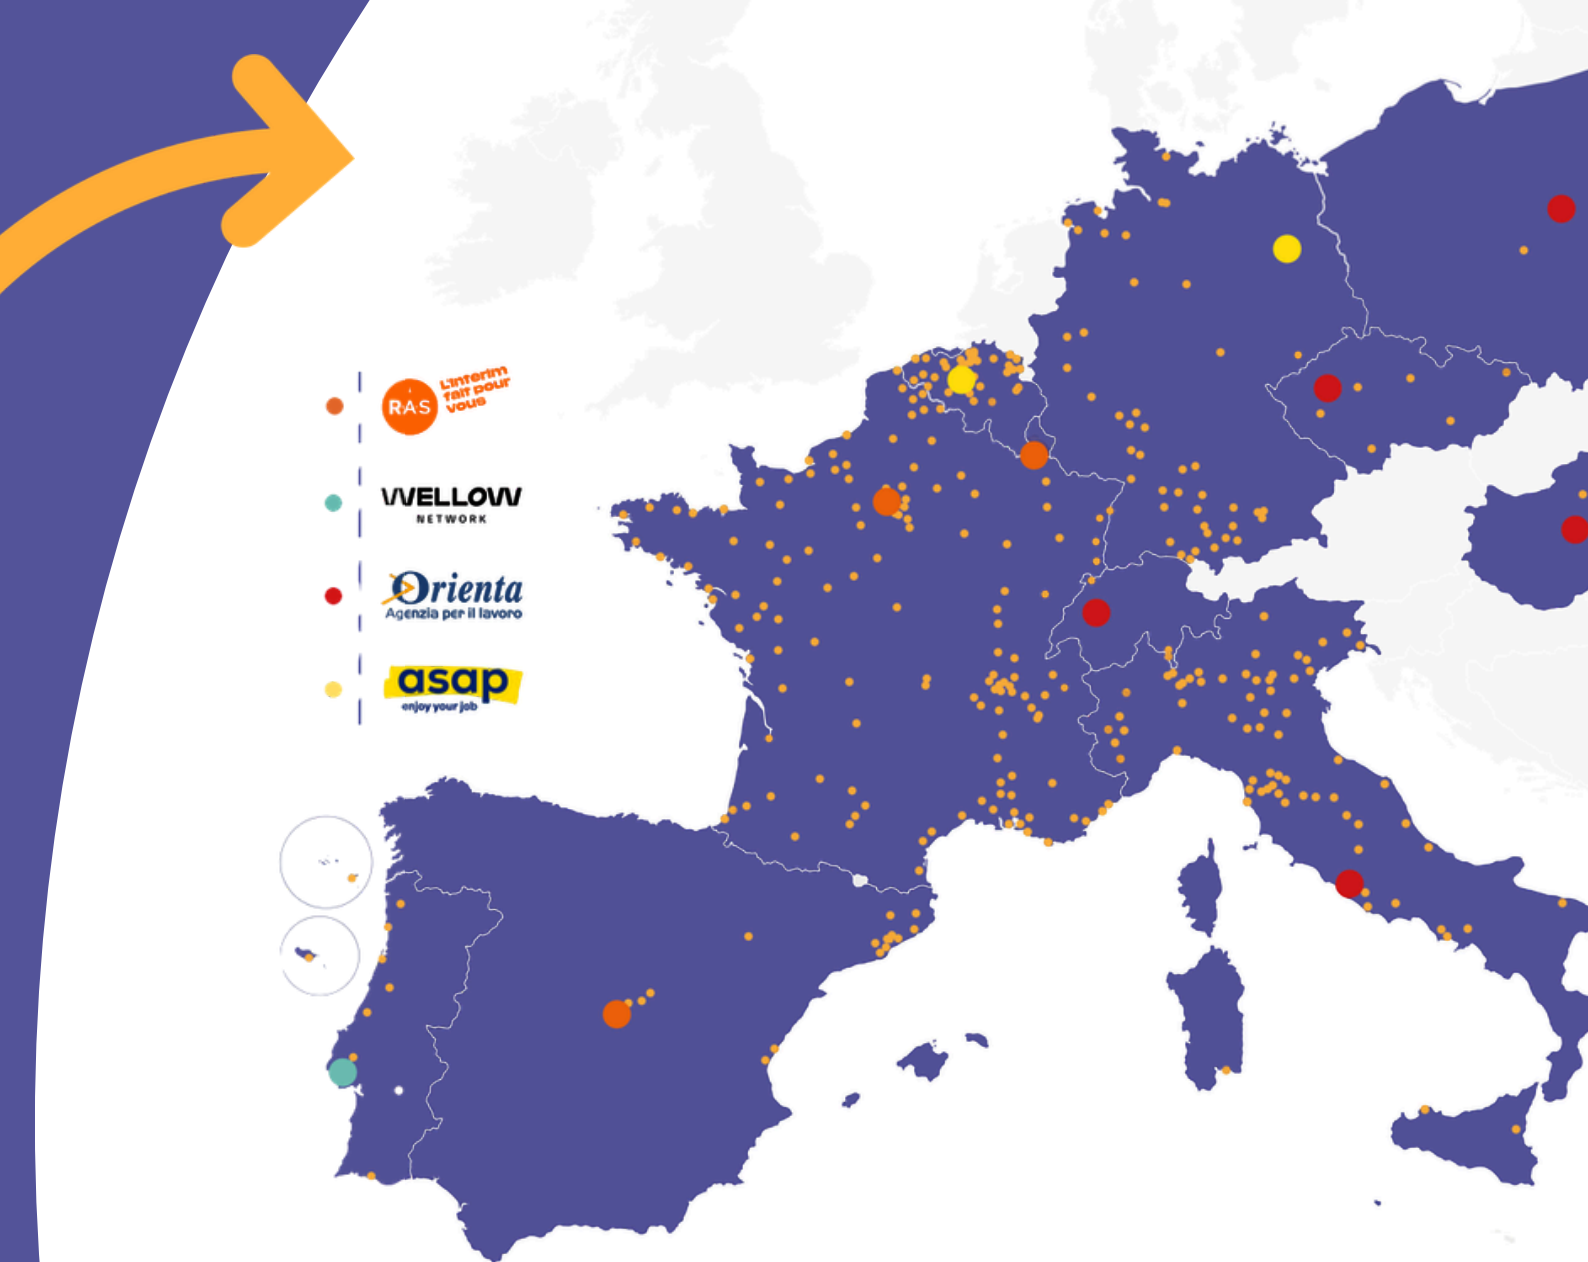 RAS
L'interim
fait pour
vous
WELLOW
NETWORK
Orienta
Agenzia per il lavoro
asap
enjoy your job